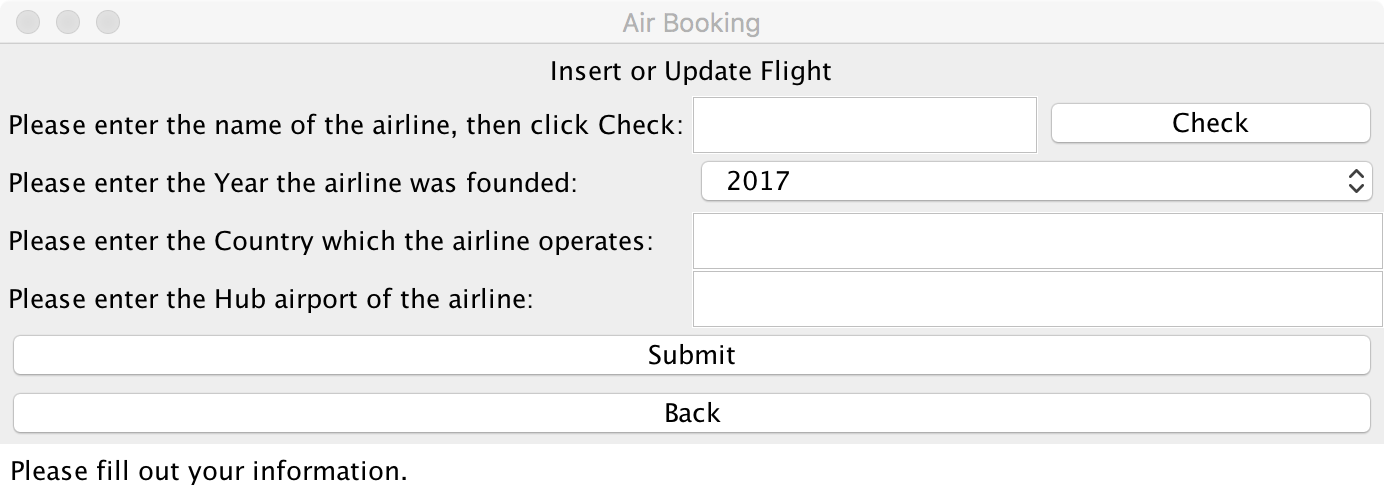 Air Booking
Insert or Update Flight
Please enter the name of the airline, then click Check:
Check
Please enter the Year the airline was founded:
2017
Please enter the Country which the airline operates:
Please enter the Hub airport of the airline:
Submit
Back
Please fill out your information.